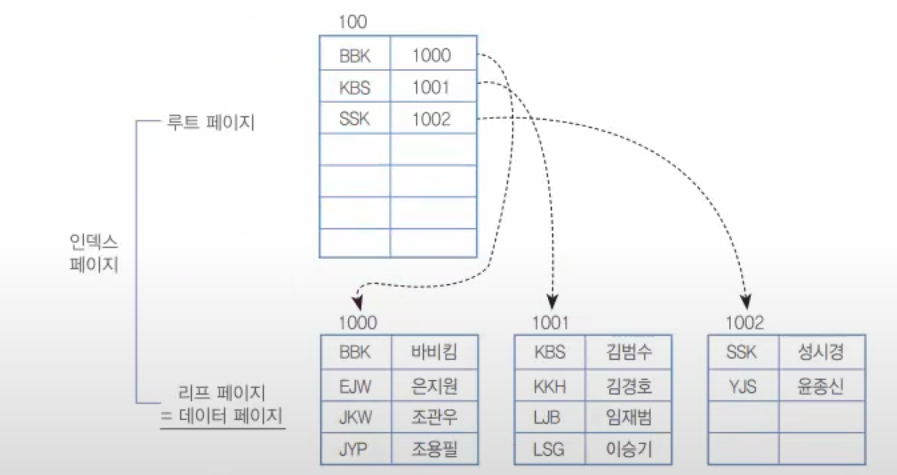 100
BBK 1000
KBS 1001
SSK 1002
루트 페이지
인덱스
페이지
리프 페이지
= 데이터 페이지
1000
BBK 바비킴
EJW 은지원
JKW 조관우
JYP 조용필
1001
KBS 김범수
KKH 김경호
LJB 임재범
LSG 이승기
1002
SSK 성시경
YJS 윤종신